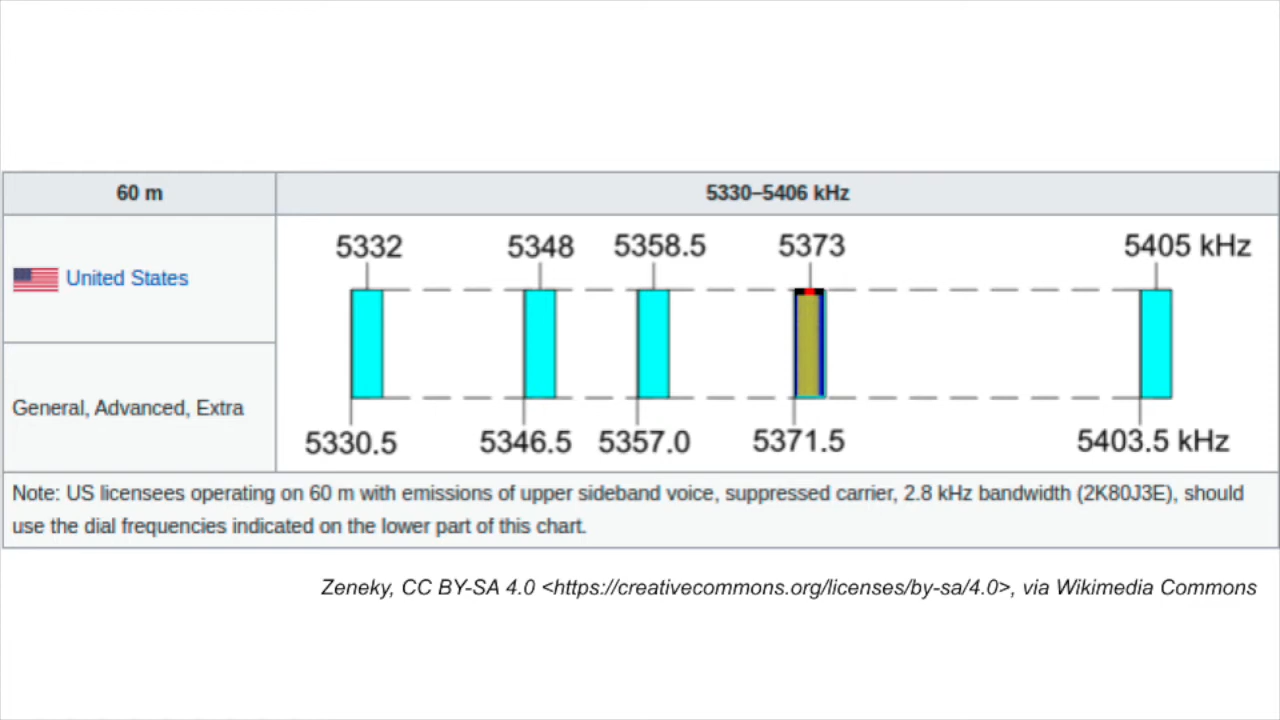 60 m
5330–5406 kHz
United States
5332 5348 5358.5 5373 5405 kHz
General, Advanced, Extra
5330.5 5346.5 5357.0 5371.5 5403.5 kHz
Note: US licensees operating on 60 m with emissions of upper sideband voice, suppressed carrier, 2.8 kHz bandwidth (2K80J3E), should
use the dial frequencies indicated on the lower part of this chart.
Zeneky, CC BY-SA 4.0 <https://creativecommons.org/licenses/by-sa/4.0>, via Wikimedia Commons